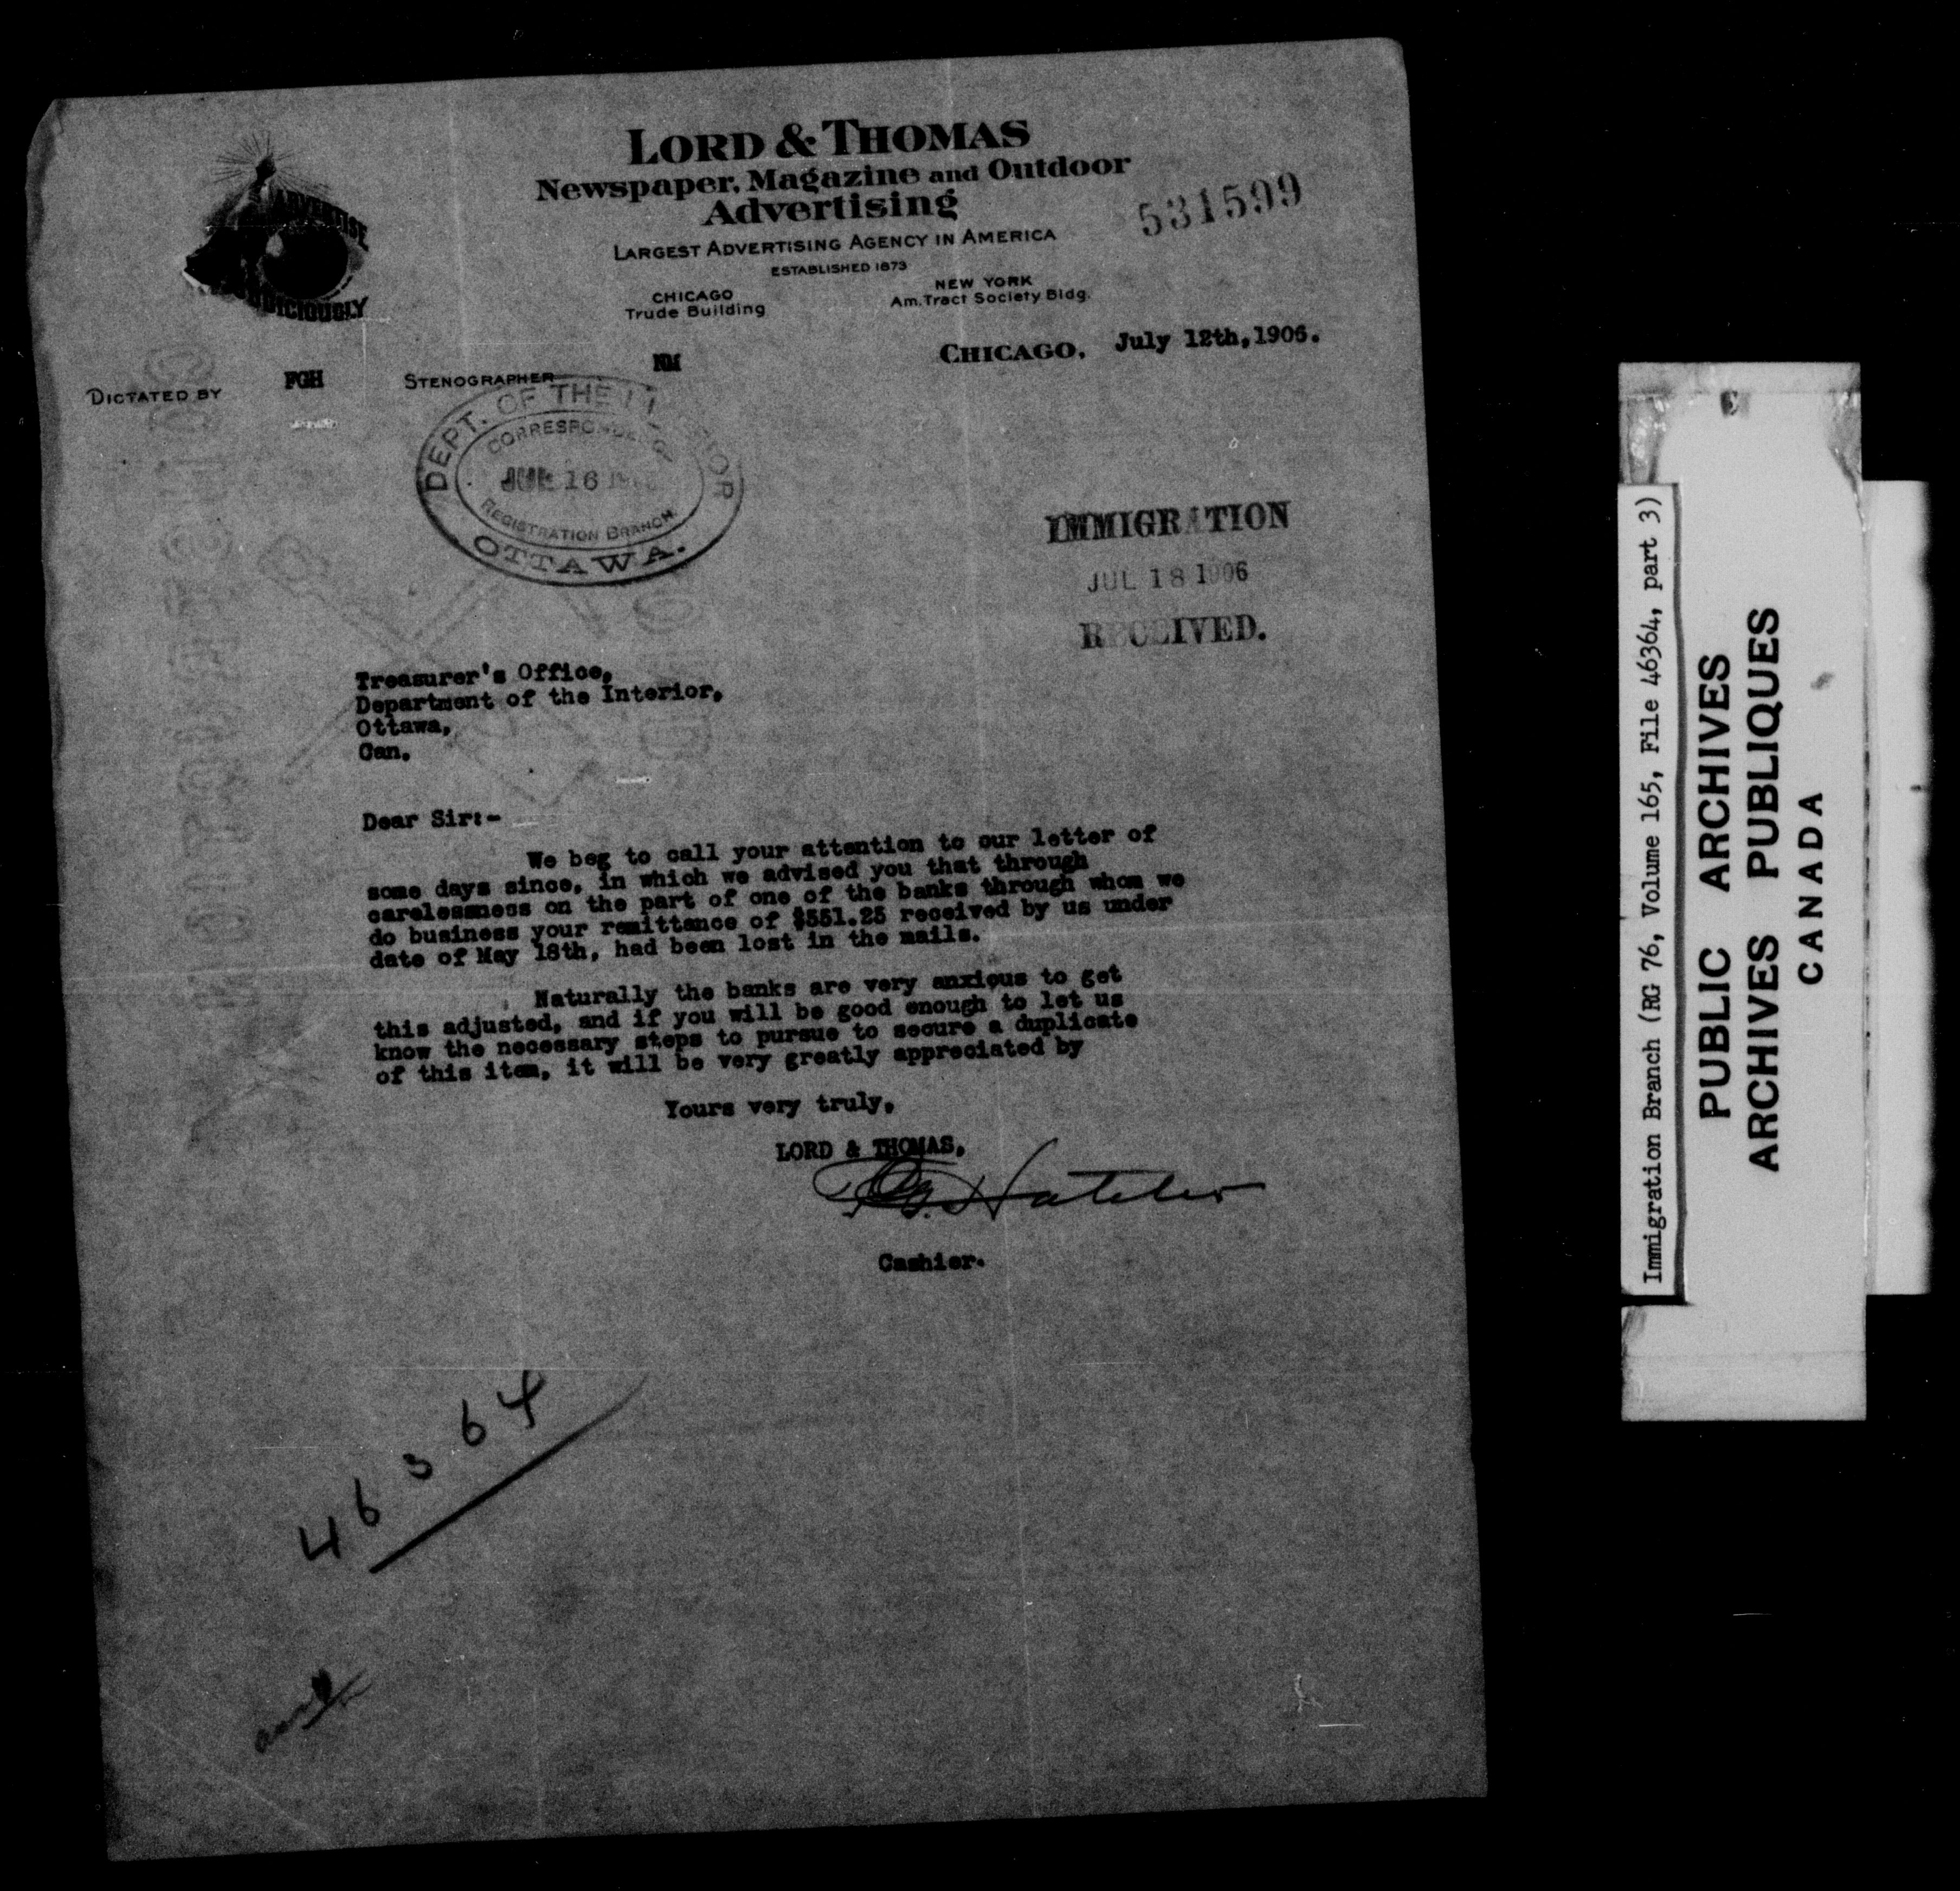 LORD & THOMAS
Newspaper, Magazine and Outdoor
Advertising
LARGEST ADVERTISING AGENCY IN AMERICA
ESTABLISHED 1873
CHICAGO
Trude Building
NEW YORK
Am. Tract Society Bldg.
ADVERTISE
JUDICIOUSLY
531599
CHICAGO, July 12th, 1906.
DICTATED BY FGH STENOGRAPHER NM
DEPT. OF THE INTERIOR
CORRESPONDENCE
JUL 16
REGISTRATION BRANCH.
OTTAWA.
IMMIGRATION
JUL 18 1906
RECEIVED.
Treasurer's Office,
Department of the Interior,
Ottawa,
Can.
Dear Sir:-
We beg to call your attention to our letter of
some days since, in which we advised you that through
carelessness on the part of one of the banks through whom we
do business your remittance of $551.25 received by us under
date of May 18th, had been lost in the mails.
Naturally the banks are very anxious to get
this adjusted, and if you will be good enough to let us
know the necessary steps to pursue to secure a duplicate
of this item, it will be very greatly appreciated by
Yours very truly,
LORD & THOMAS,
F.G. Hatcher
Cashier.
46364
Immigration Branch (RG 76, Volume 165, File 46364, part 3)
PUBLIC ARCHIVES
ARCHIVES PUBLIQUES
CANADA